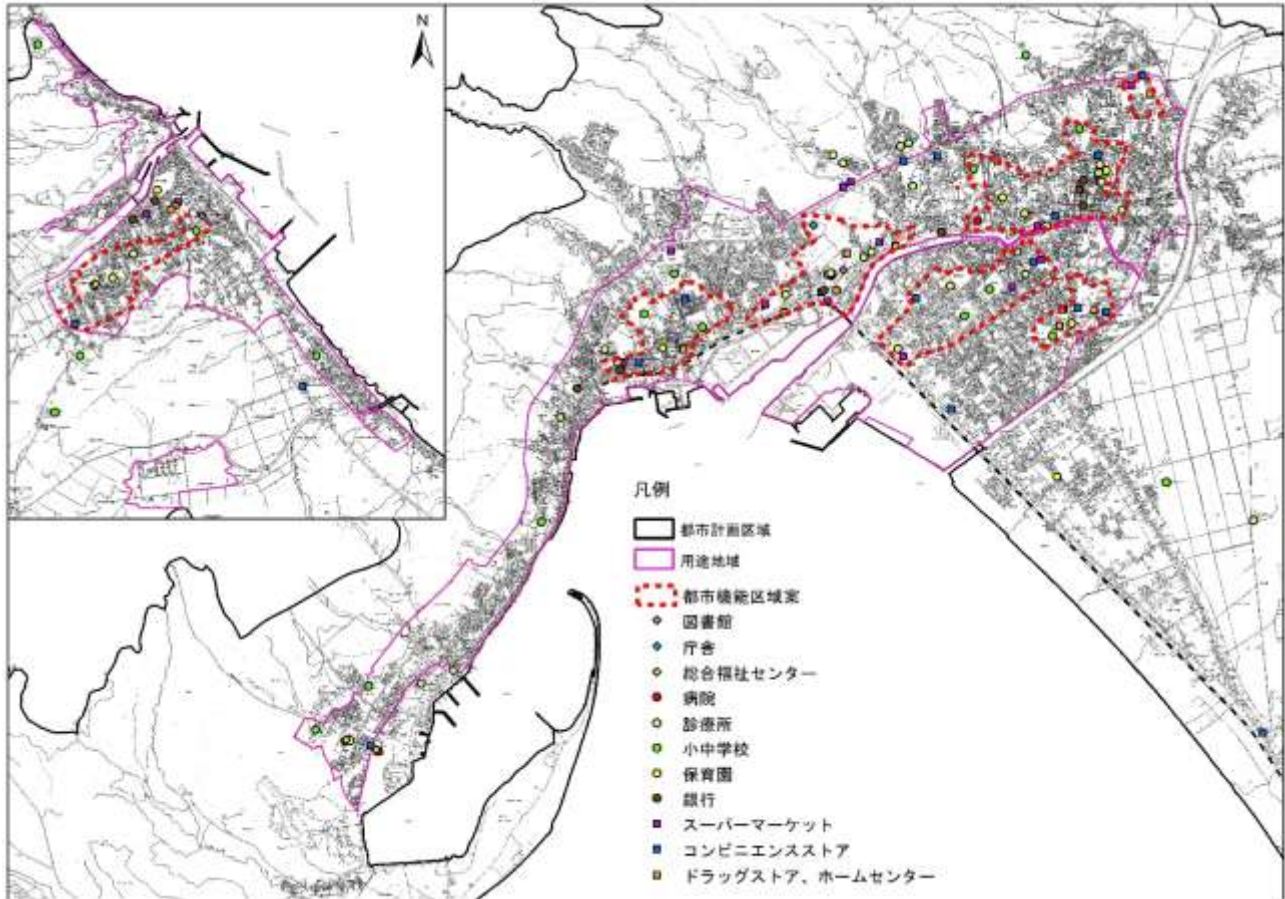 N
凡例
都市計画区域
用途地域
都市機能区域案
図書館
庁舎
総合福祉センター
病院
診療所
小中学校
保育園
銀行
スーパーマーケット
コンビニエンスストア
ドラッグストア、ホームセンター